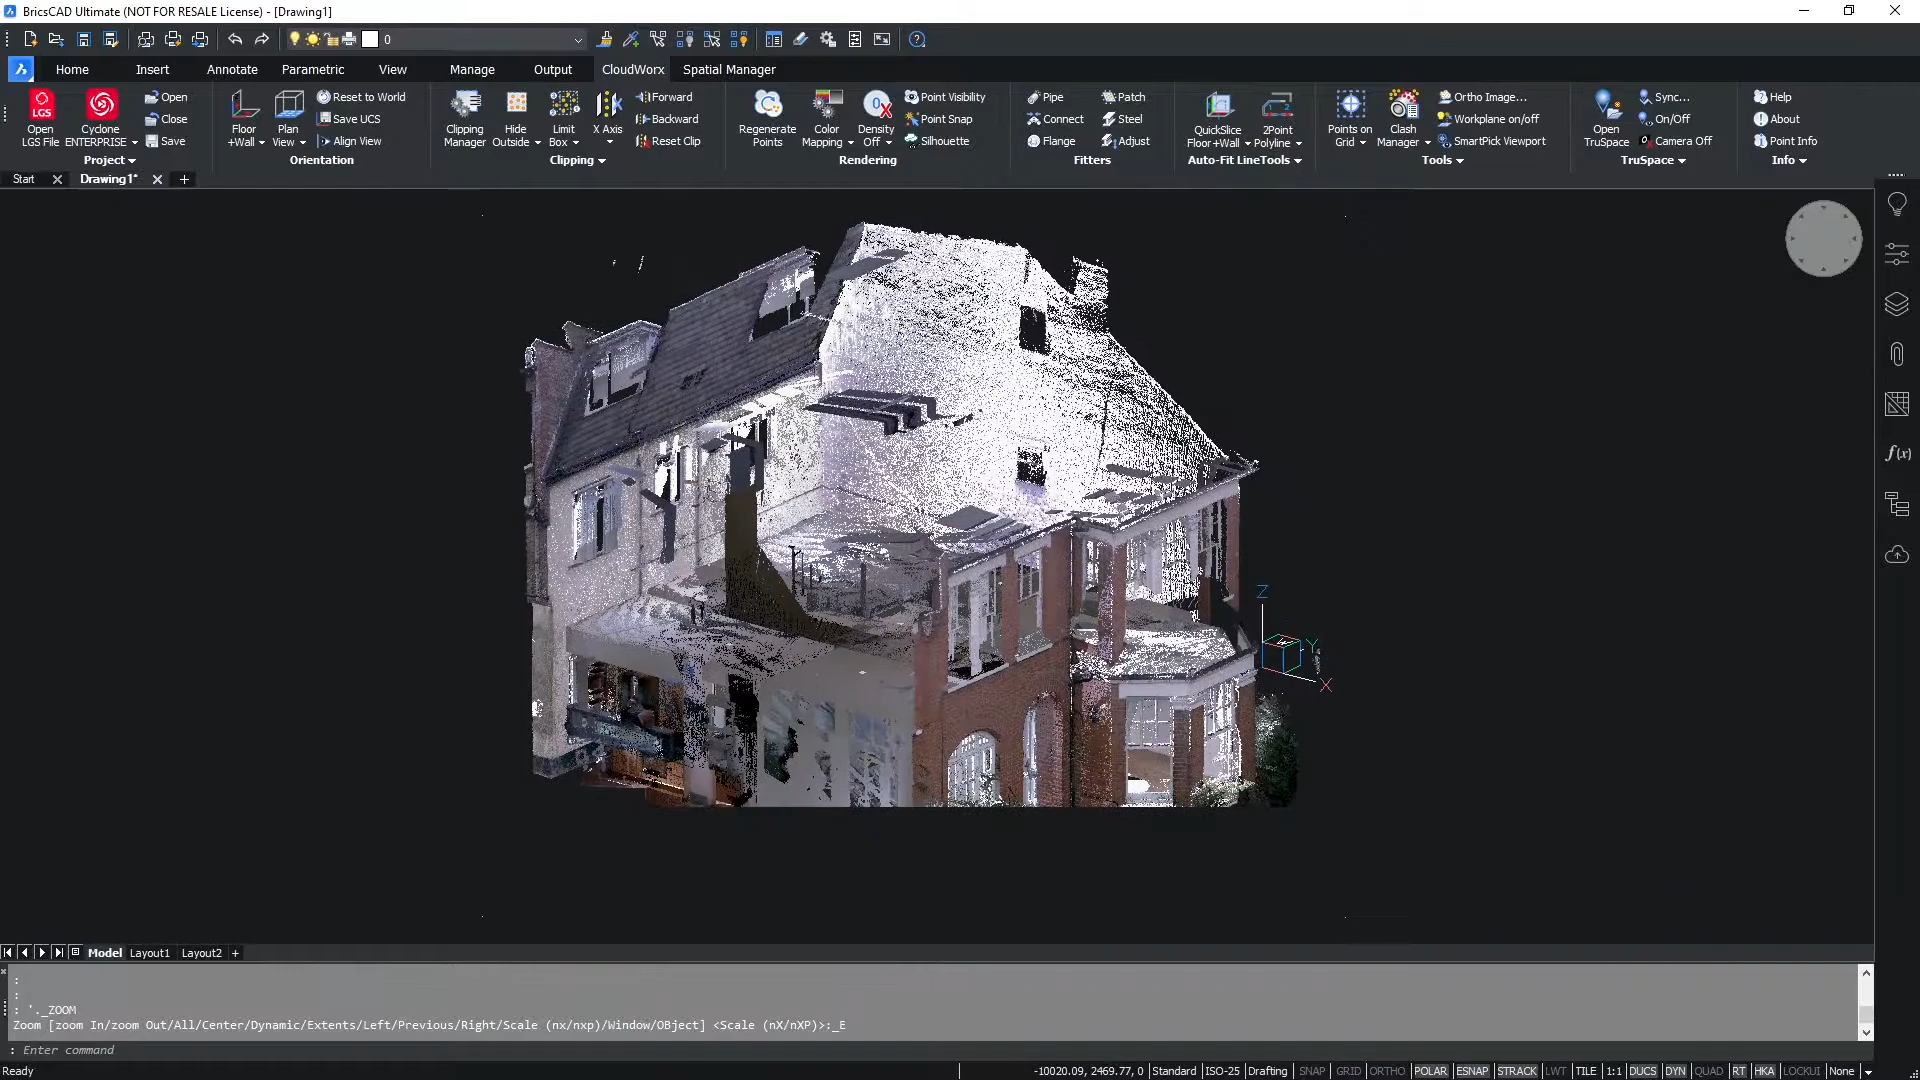 BricsCAD Ultimate (NOT FOR RESALE License) - [Drawing1]
0
Home Insert Annotate Parametric View Manage Output CloudWorx Spatial Manager
LGS
Open LGS File
Cyclone ENTERPRISE
Open
Close
Save
Project
Floor +Wall
Plan View
Reset to World
Save UCS
Align View
Orientation
Clipping Manager
Hide Outside
Limit Box
X Axis
Forward
Backward
Reset Clip
Clipping
Regenerate Points
Color Mapping
Density Off
Point Visibility
Point Snap
Silhouette
Rendering
Pipe
Connect
Flange
Patch
Steel
Adjust
Fitters
QuickSlice Floor+Wall
2Point Polyline
Auto-Fit LineTools
Points on Grid
Clash Manager
Ortho Image...
Workplane on/off
SmartPick Viewport
Tools
Open TruSpace
Sync...
On/Off
Camera Off
TruSpace
Help
About
Point Info
Info
Start Drawing1*
Z
Y
X
f(x)
Model Layout1 Layout2 +
:
:
: '._ZOOM
Zoom [zoom In/zoom Out/All/Center/Dynamic/Extents/Left/Previous/Right/Scale (nx/nxp)/Window/OBject] <Scale (nX/nXP)>:_E
: Enter command
Ready -10020.09, 2469.77, 0 Standard ISO-25 Drafting SNAP GRID ORTHO POLAR ESNAP STRACK LWT TILE 1:1 DUCS DYN QUAD RT HKA LOCKUI None